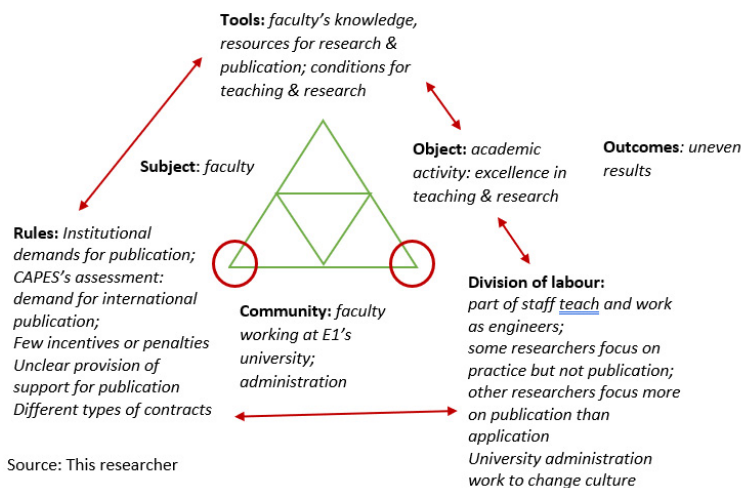 Tools: faculty’s knowledge,
resources for research &
publication; conditions for
teaching & research
Subject: faculty
Object: academic
activity: excellence in
teaching & research
Outcomes: uneven
results
Rules: Institutional
demands for publication;
CAPES’s assessment:
demand for international
publication;
Few incentives or penalties
Unclear provision of
support for publication
Different types of contracts
Community: faculty
working at E1’s
university;
administration
Division of labour:
part of staff teach and work
as engineers;
some researchers focus on
practice but not publication;
other researchers focus more
on publication than
application
University administration
work to change culture
Source: This researcher